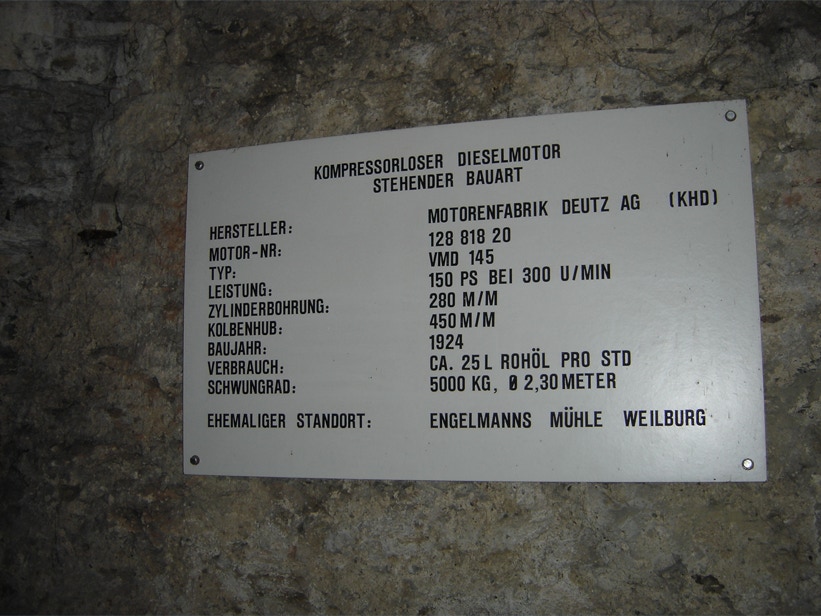 KOMPRESSORLOSER DIESELMOTOR
STEHENDER BAUART
HERSTELLER: MOTORENFABRIK DEUTZ AG (KHD)
MOTOR-NR: 128 818 20
TYP: VMD 145
LEISTUNG: 150 PS BEI 300 U/MIN
ZYLINDERBOHRUNG: 280 M/M
KOLBENHUB: 450 M/M
BAUJAHR: 1924
VERBRAUCH: CA. 25 L ROHÖL PRO STD
SCHWUNGRAD: 5000 KG, Ø 2,30 METER
EHEMALIGER STANDORT: ENGELMANNS MÜHLE WEILBURG